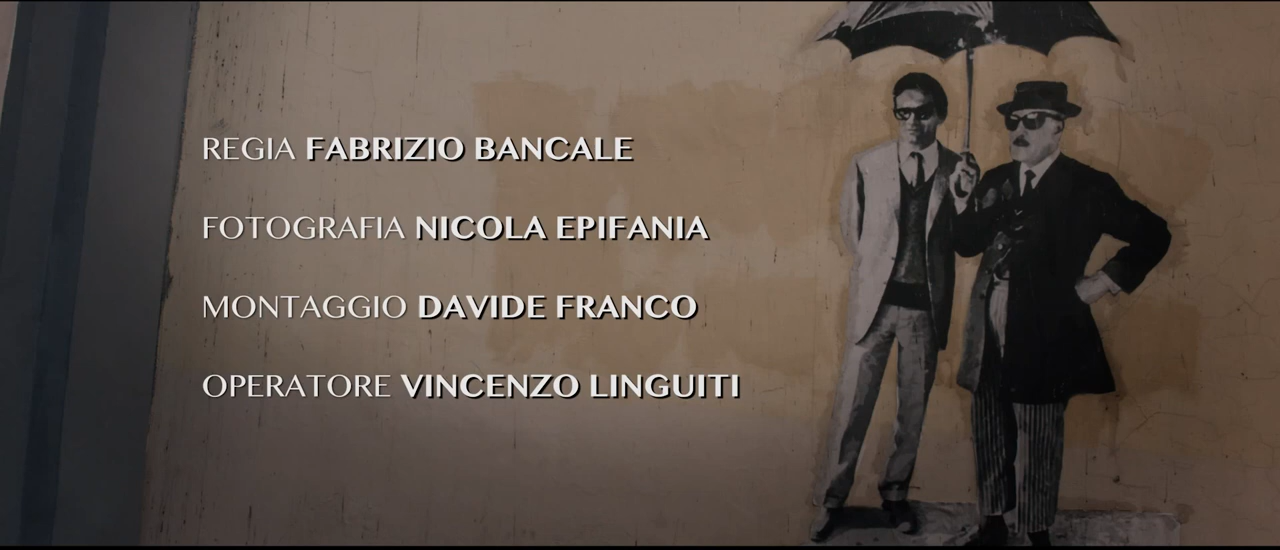 REGIA FABRIZIO BANCALE
FOTOGRAFIA NICOLA EPIFANIA
MONTAGGIO DAVIDE FRANCO
OPERATORE VINCENZO LINGUITI